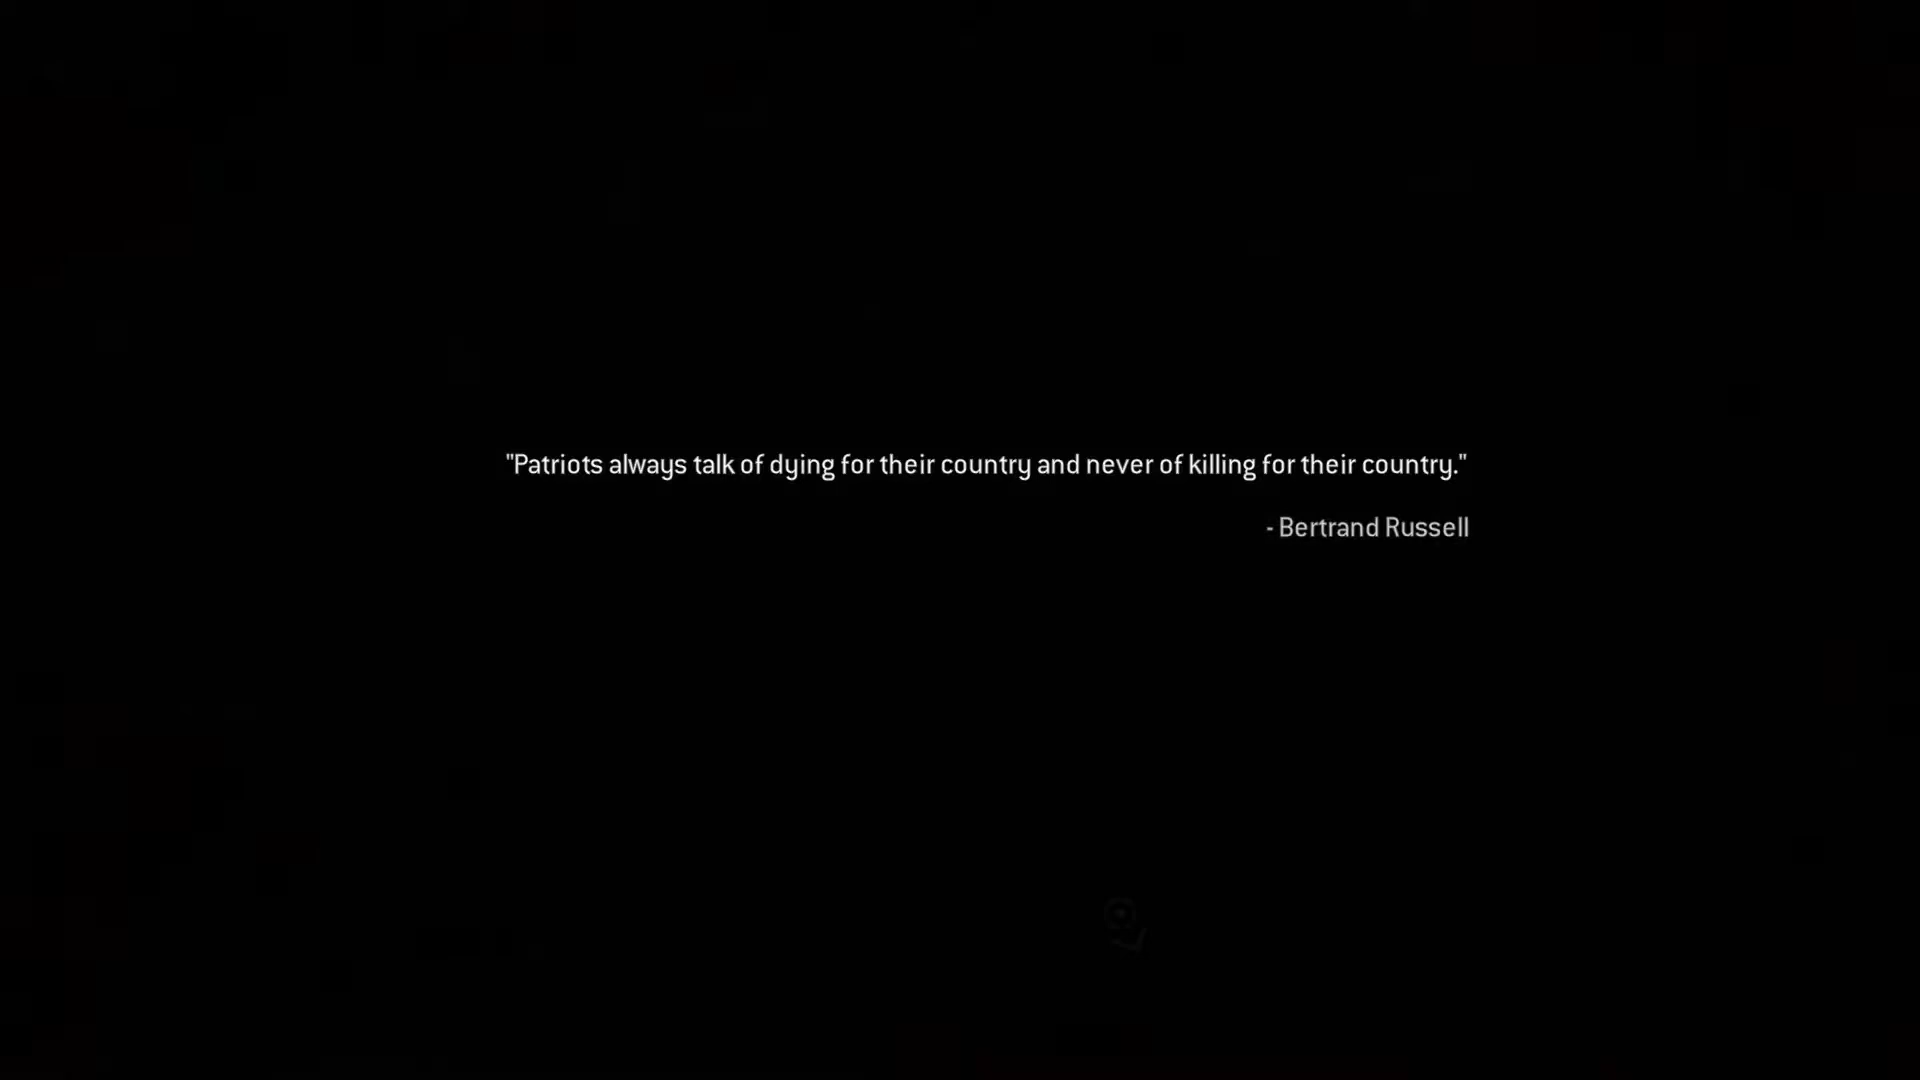 "Patriots always talk of dying for their country and never of killing for their country."
- Bertrand Russell